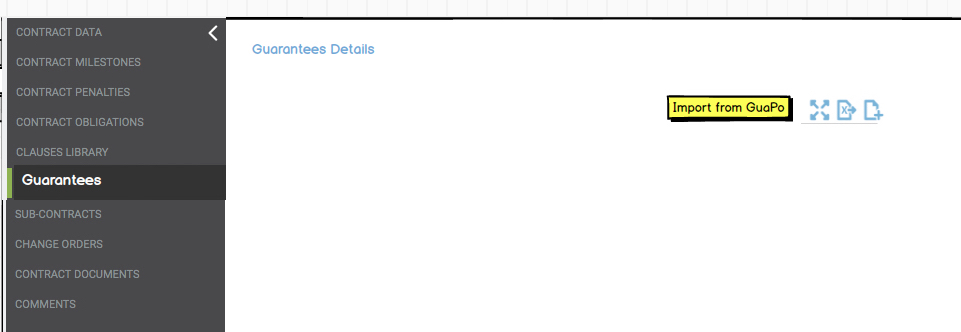 CONTRACT DATA
CONTRACT MILESTONES
CONTRACT PENALTIES
CONTRACT OBLIGATIONS
CLAUSES LIBRARY
Guarantees
SUB-CONTRACTS
CHANGE ORDERS
CONTRACT DOCUMENTS
COMMENTS
Guarantees Details
Import from GuaPo